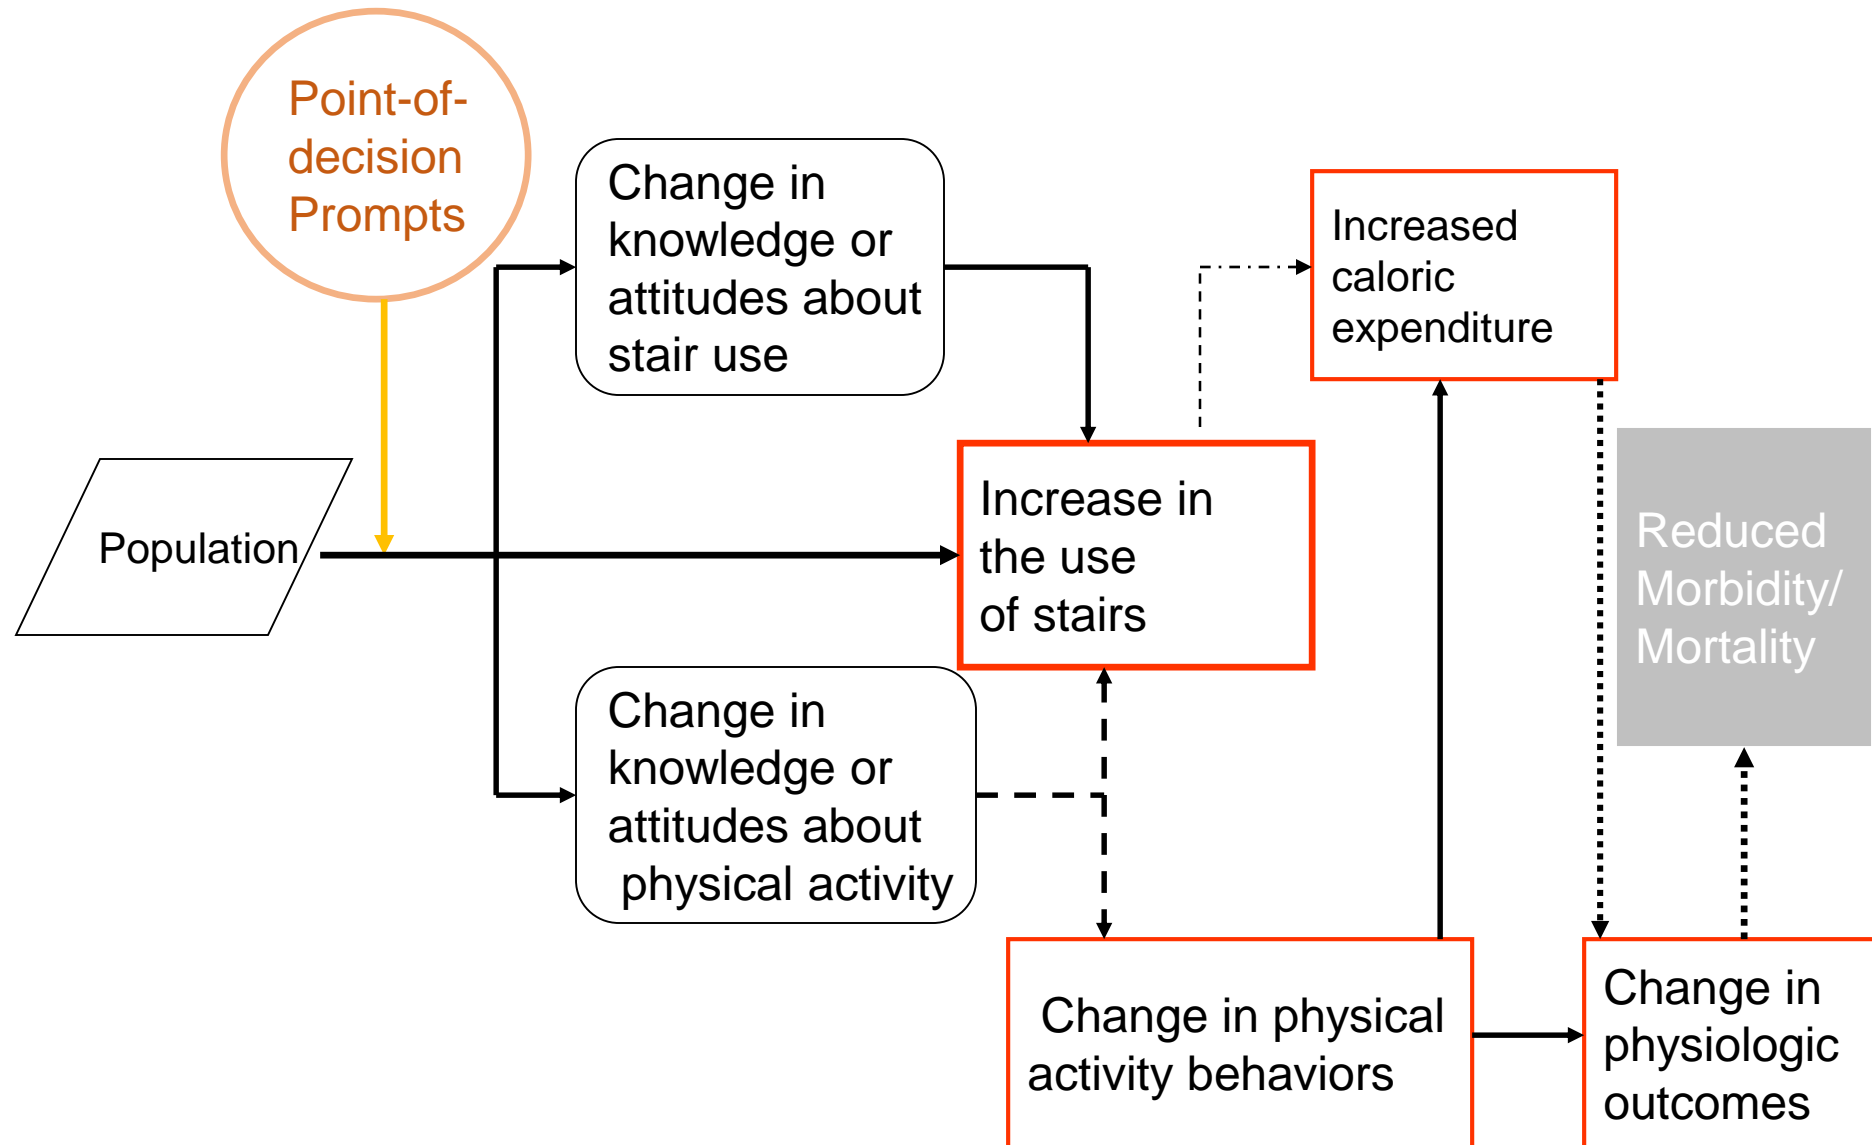 Point-of-
decision
Prompts
Change in
knowledge or
attitudes about
stair use
Increased
caloric
expenditure
Population
Increase in
the use
of stairs
Reduced
Morbidity/
Mortality
Change in
knowledge or
attitudes about
physical activity
Change in physical
activity behaviors
Change in
physiologic
outcomes